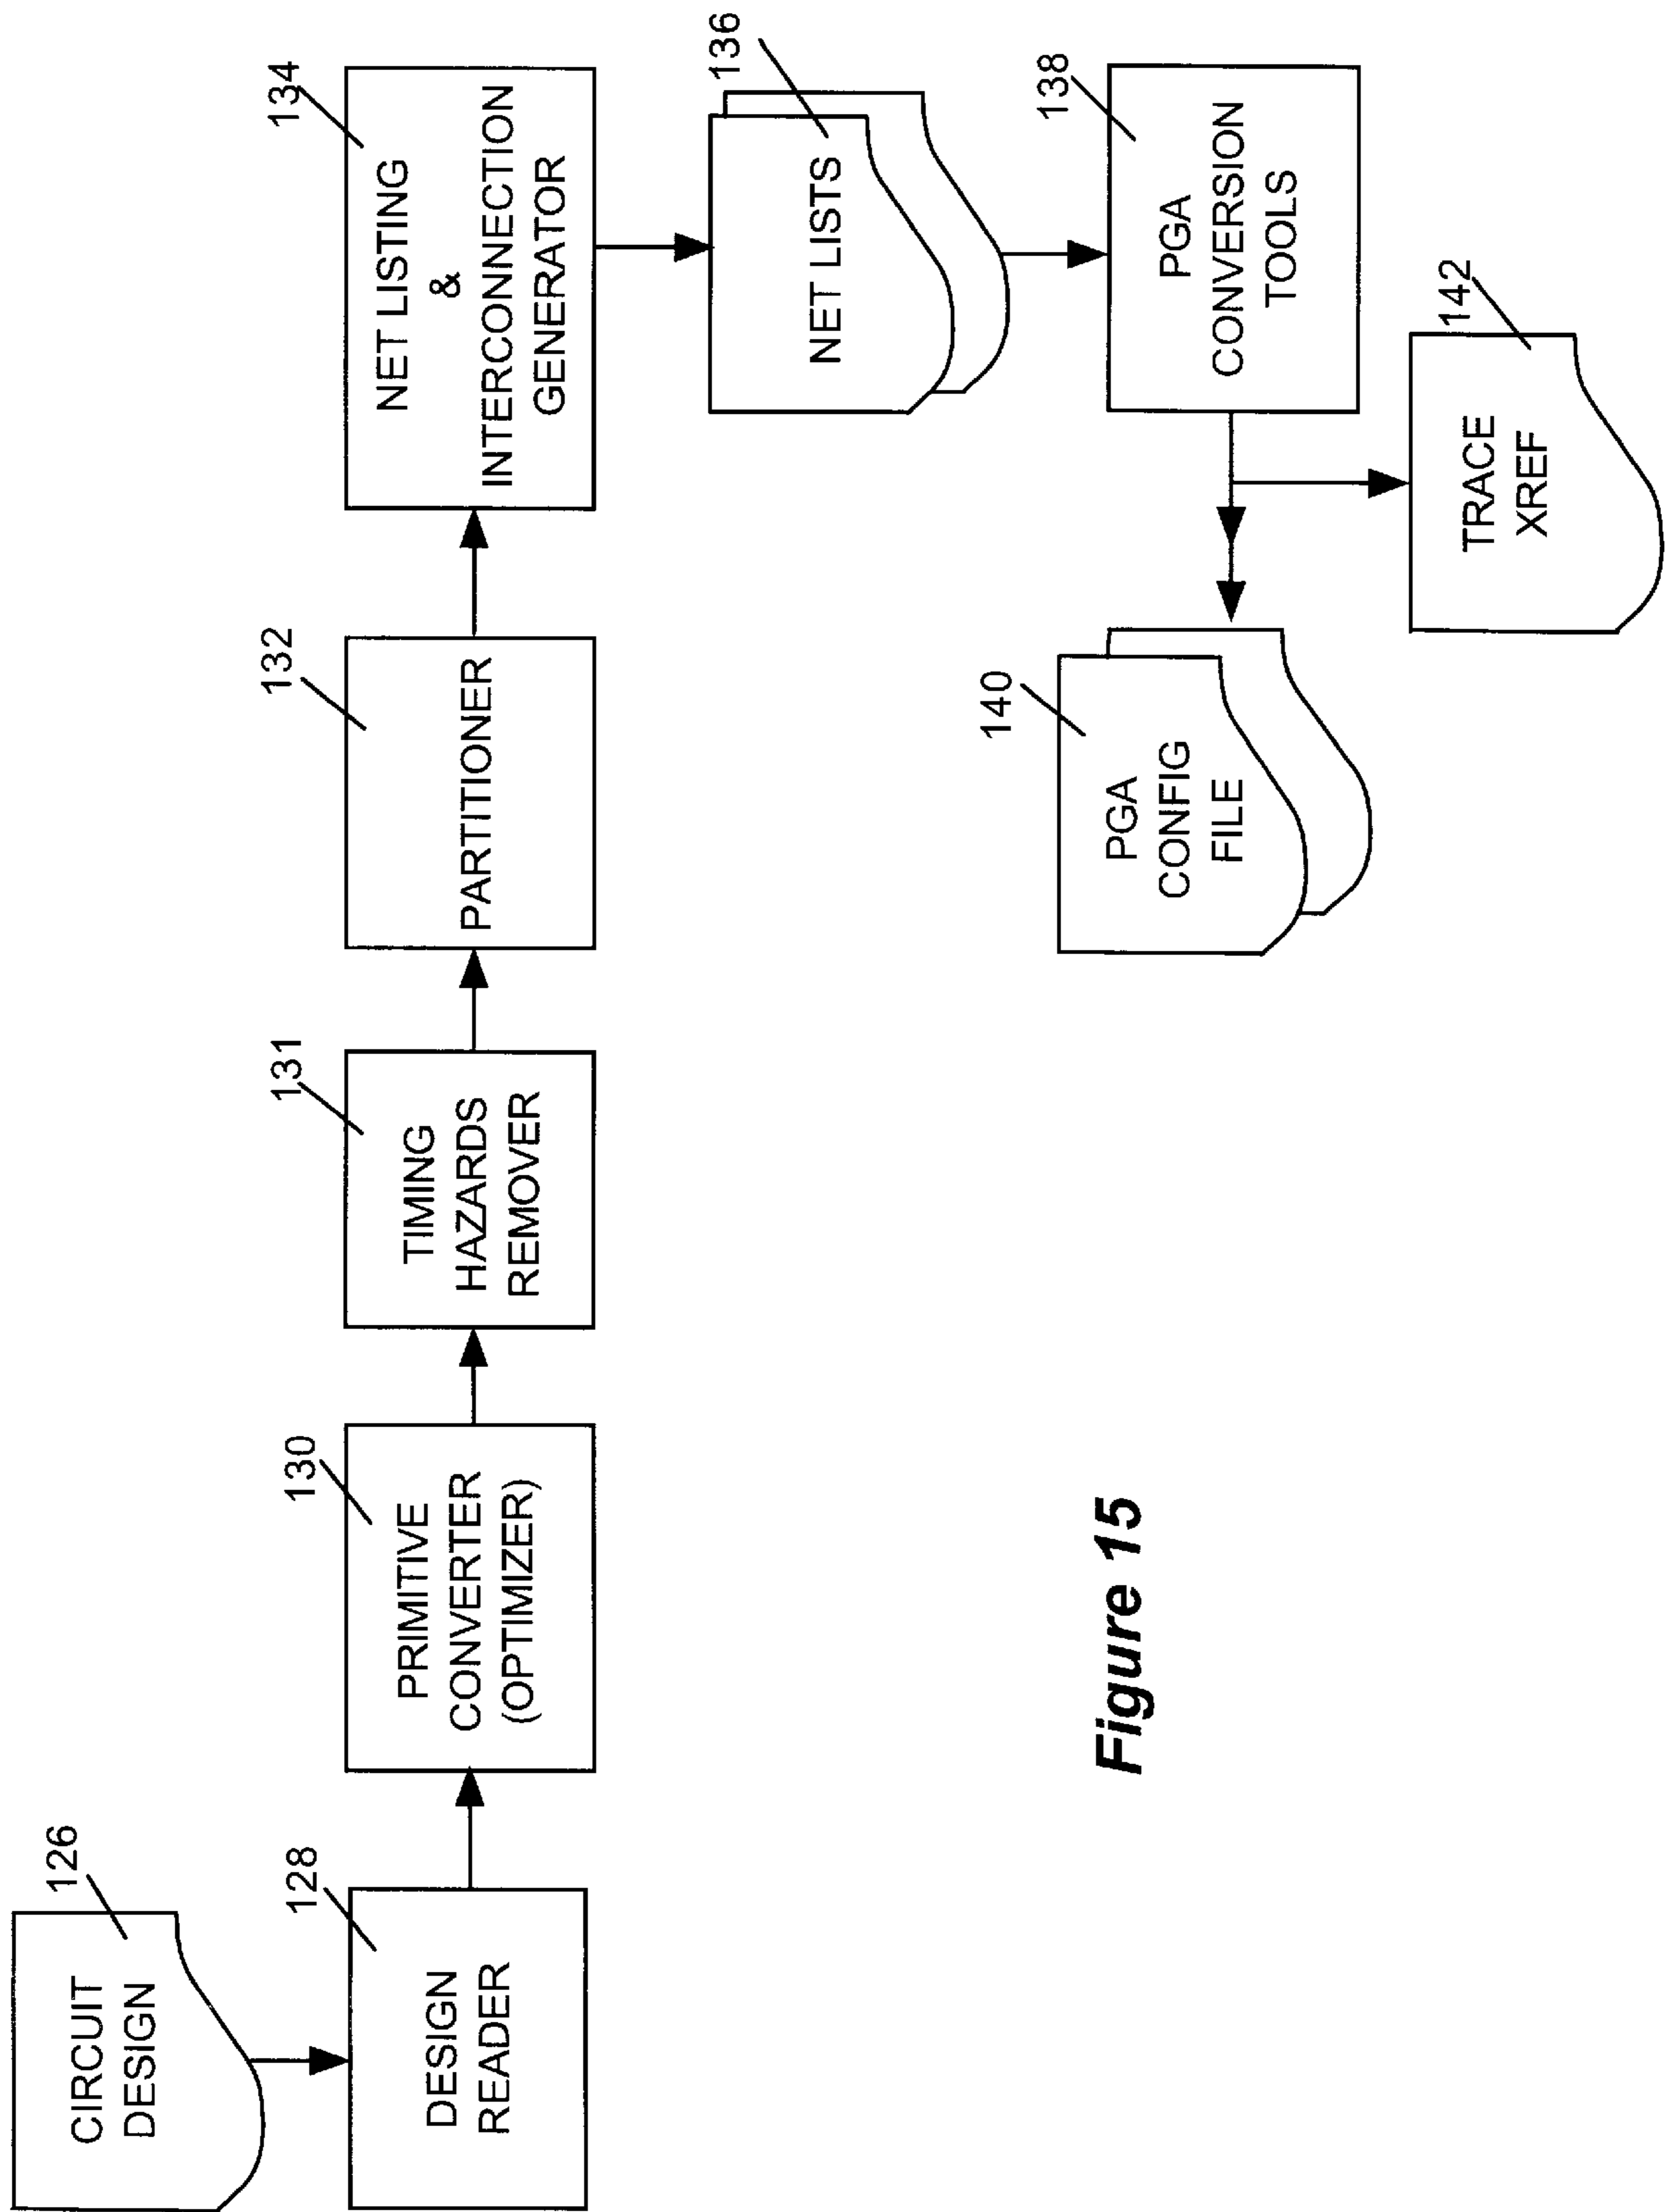 CIRCUIT
DESIGN
126
DESIGN
READER
128
PRIMITIVE
CONVERTER
(OPTIMIZER)
130
TIMING
HAZARDS
REMOVER
131
PARTITIONER
132
NET LISTING
&
INTERCONNECTION
GENERATOR
134
NET LISTS
136
PGA
CONVERSION
TOOLS
138
PGA
CONFIG
FILE
140
TRACE
XREF
142
Figure 15